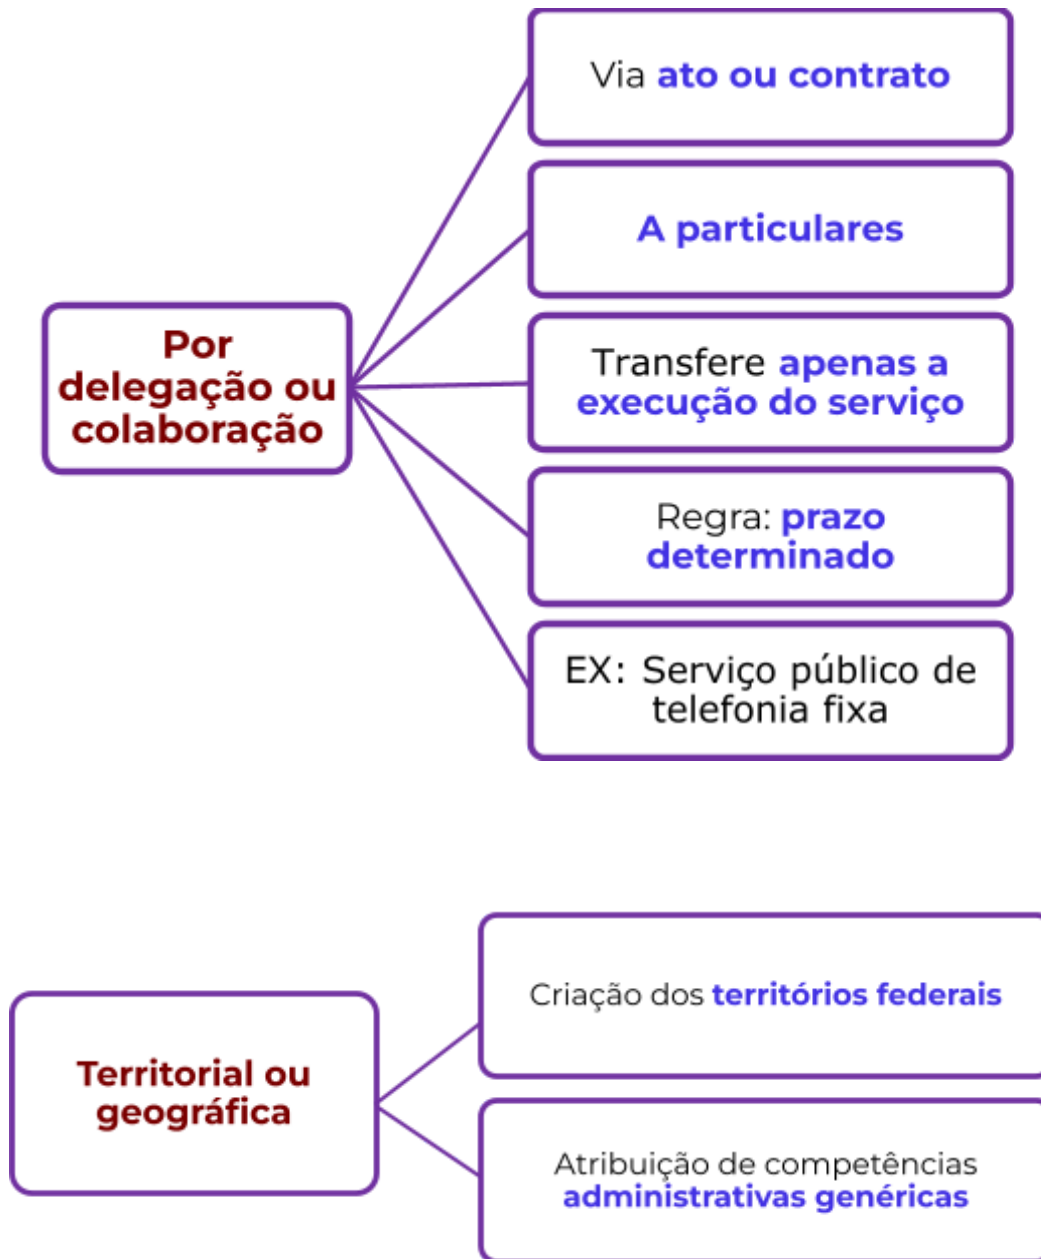 Via ato ou contrato
A particulares
Por
delegação ou
colaboração
Transfere apenas a
execução do serviço
Regra: prazo
determinado
EX: Serviço público de
telefonia fixa
Territorial ou
geográfica
Criação dos territórios federais
Atribuição de competências
administrativas genéricas